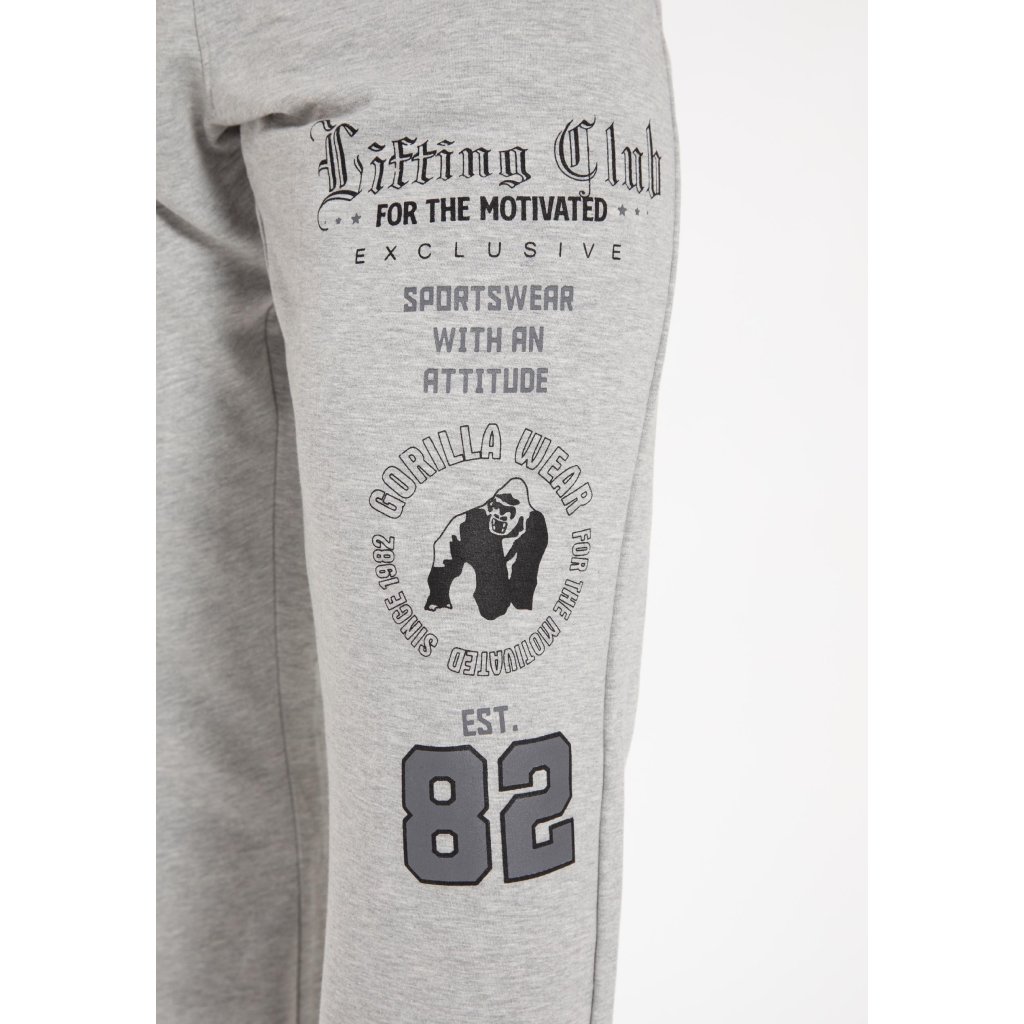 Lifting Club
FOR THE MOTIVATED
EXCLUSIVE
SPORTSWEAR
WITH AN
ATTITUDE
GORILLA WEAR
FOR THE MOTIVATED
SINCE 1982
EST.
82